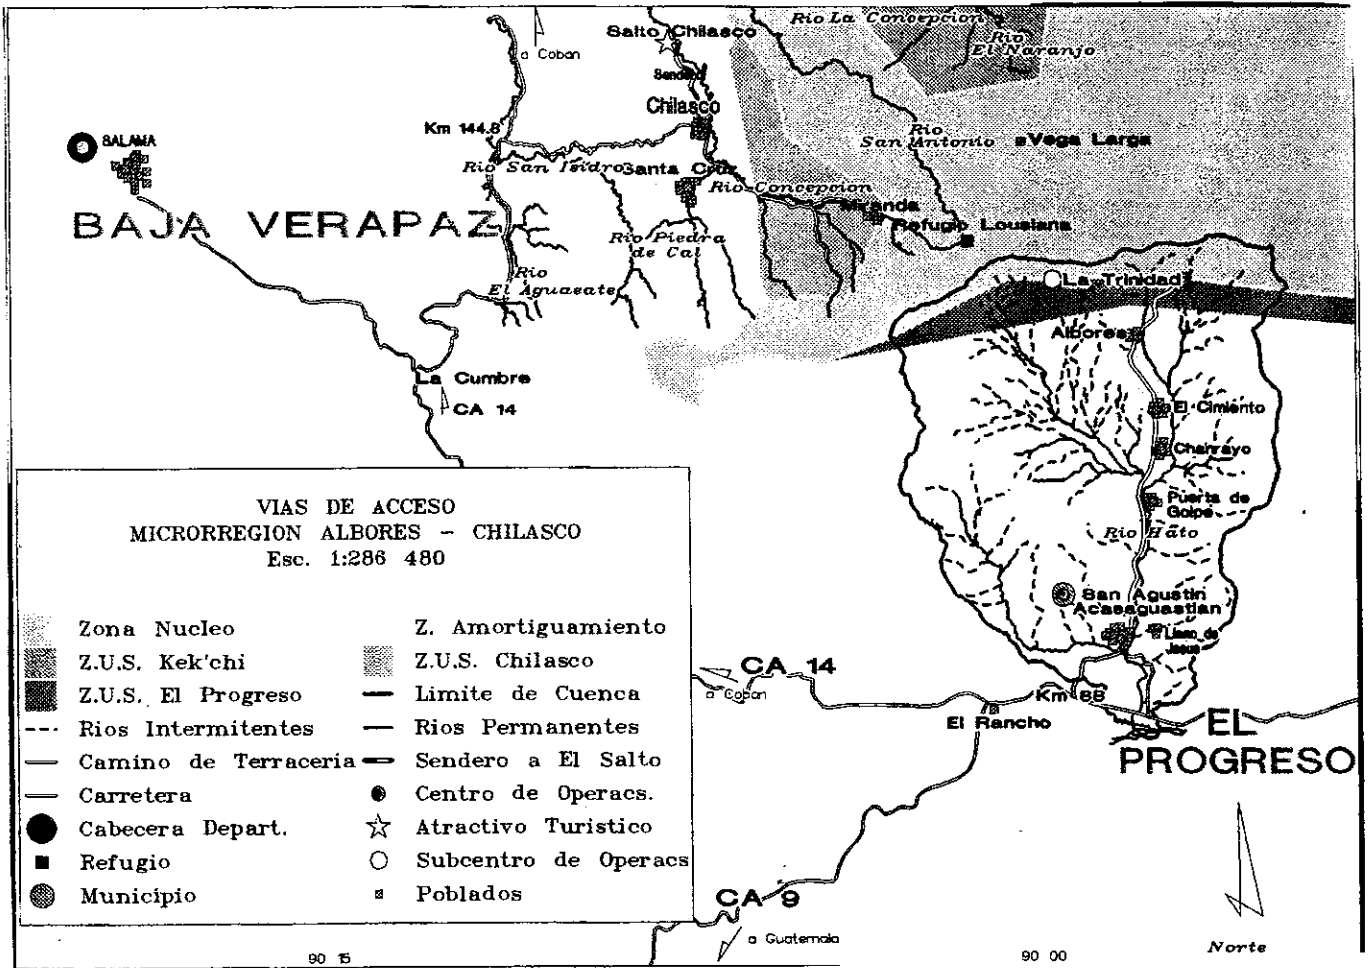 Rio La Concepcion
Salto Chilasco
Rio
El Naranjo
a Coban
Chilasco
Km 144.8
Rio
San Antonio
Vega Larga
SALAMA
Rio San Isidro
Santa Cruz
Rio Concepcion
Miranda
Refugio Lousiana
BAJA VERAPAZ
Rio Piedra
de Cal
Rio
El Aguacate
La Trinidad
Albores
La Cumbre
CA 14
El Cimiento
Chanrayo
Puerta de
Golpe
Rio Hato
San Agustin
Acasaguastlan
Llano de
Jesus
VIAS DE ACCESO
MICRORREGION ALBORES - CHILASCO
Esc. 1:286 480
Zona Nucleo
Z. Amortiguamiento
Z.U.S. Kek'chi
Z.U.S. Chilasco
Z.U.S. El Progreso
Limite de Cuenca
Rios Intermitentes
Rios Permanentes
Camino de Terraceria
Sendero a El Salto
Carretera
Centro de Operacs.
Cabecera Depart.
Atractivo Turistico
Refugio
Subcentro de Operacs
Municipio
Poblados
CA 14
a Coban
Km 88
El Rancho
EL
PROGRESO
CA 9
a Guatemala
90 15
90 00
Norte